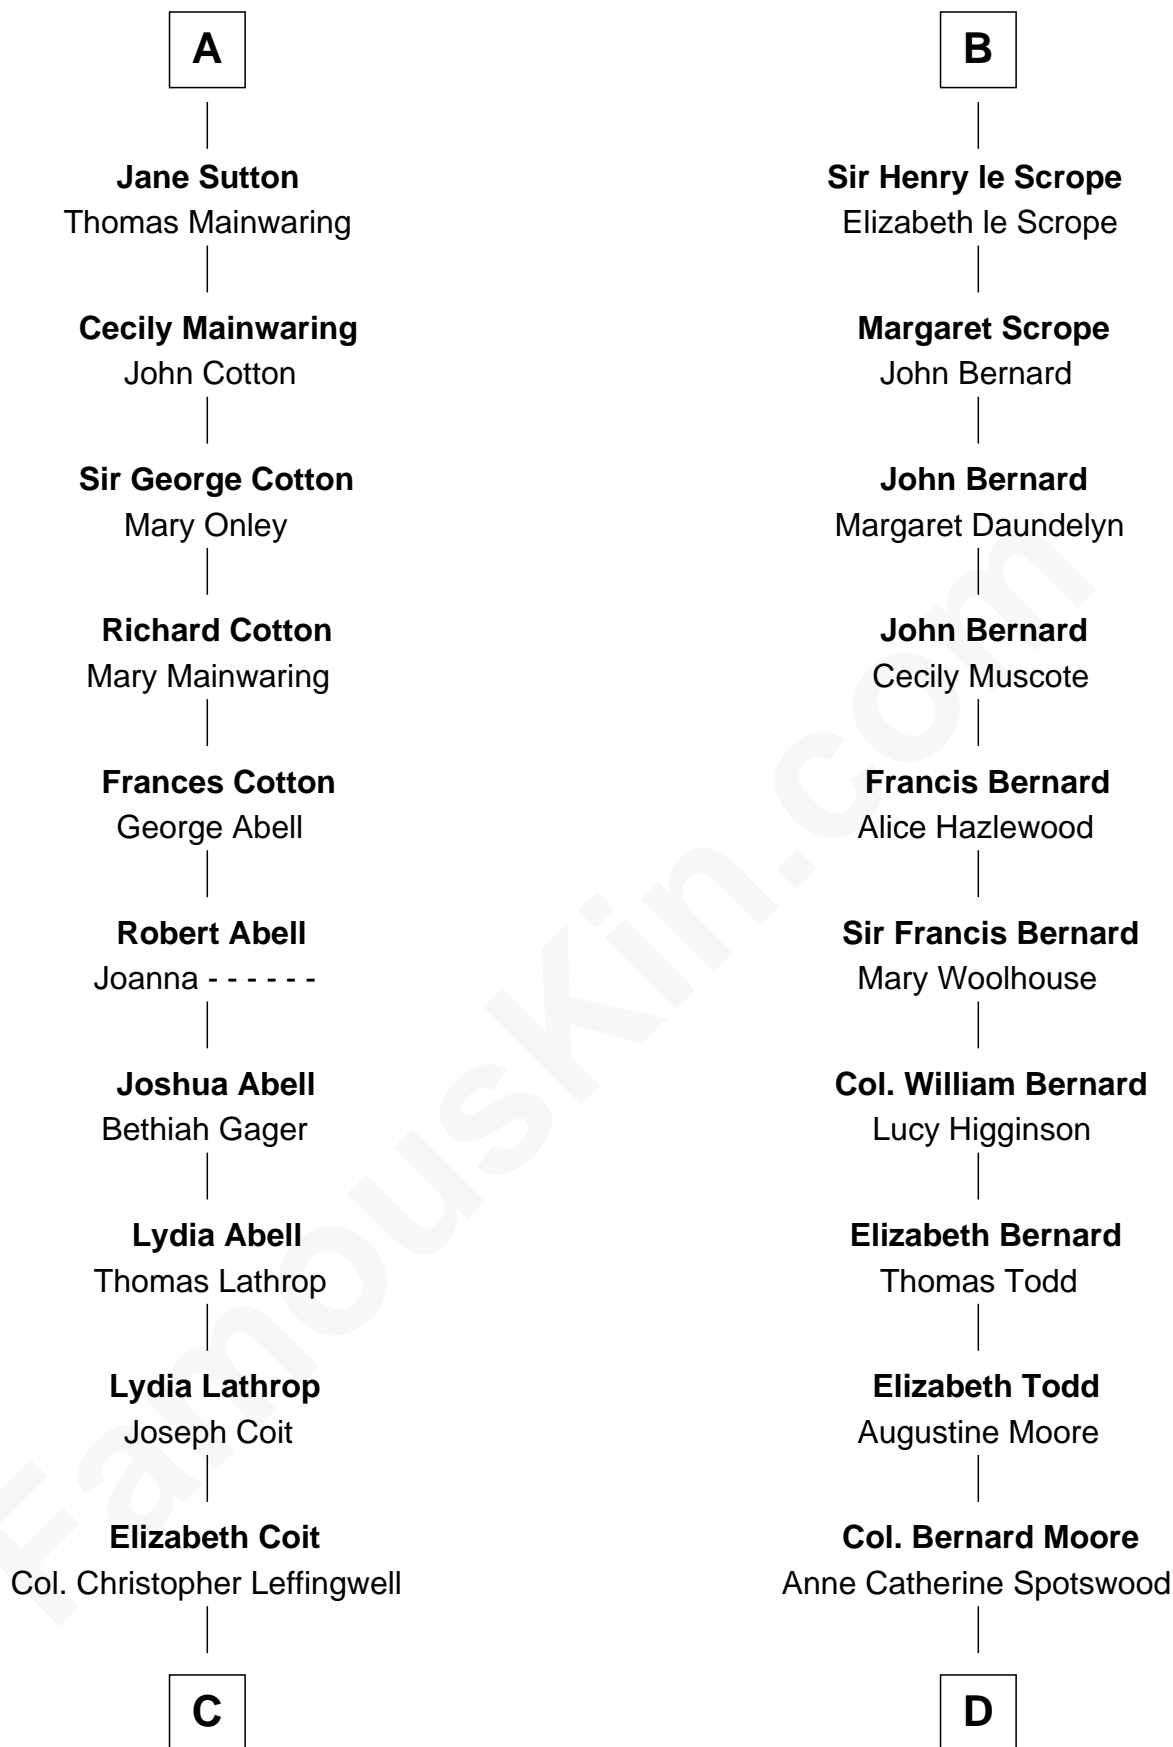 A
Jane Sutton
Thomas Mainwaring
Cecily Mainwaring
John Cotton
Sir George Cotton
Mary Onley
Richard Cotton
Mary Mainwaring
Frances Cotton
George Abell
Robert Abell
Joanna - - - - - -
Joshua Abell
Bethiah Gager
Lydia Abell
Thomas Lathrop
Lydia Lathrop
Joseph Coit
Elizabeth Coit
Col. Christopher Leffingwell
C
B
Sir Henry le Scrope
Elizabeth le Scrope
Margaret Scrope
John Bernard
John Bernard
Margaret Daundelyn
John Bernard
Cecily Muscote
Francis Bernard
Alice Hazlewood
Sir Francis Bernard
Mary Woolhouse
Col. William Bernard
Lucy Higginson
Elizabeth Bernard
Thomas Todd
Elizabeth Todd
Augustine Moore
Col. Bernard Moore
Anne Catherine Spotswood
D
FamousKin.com